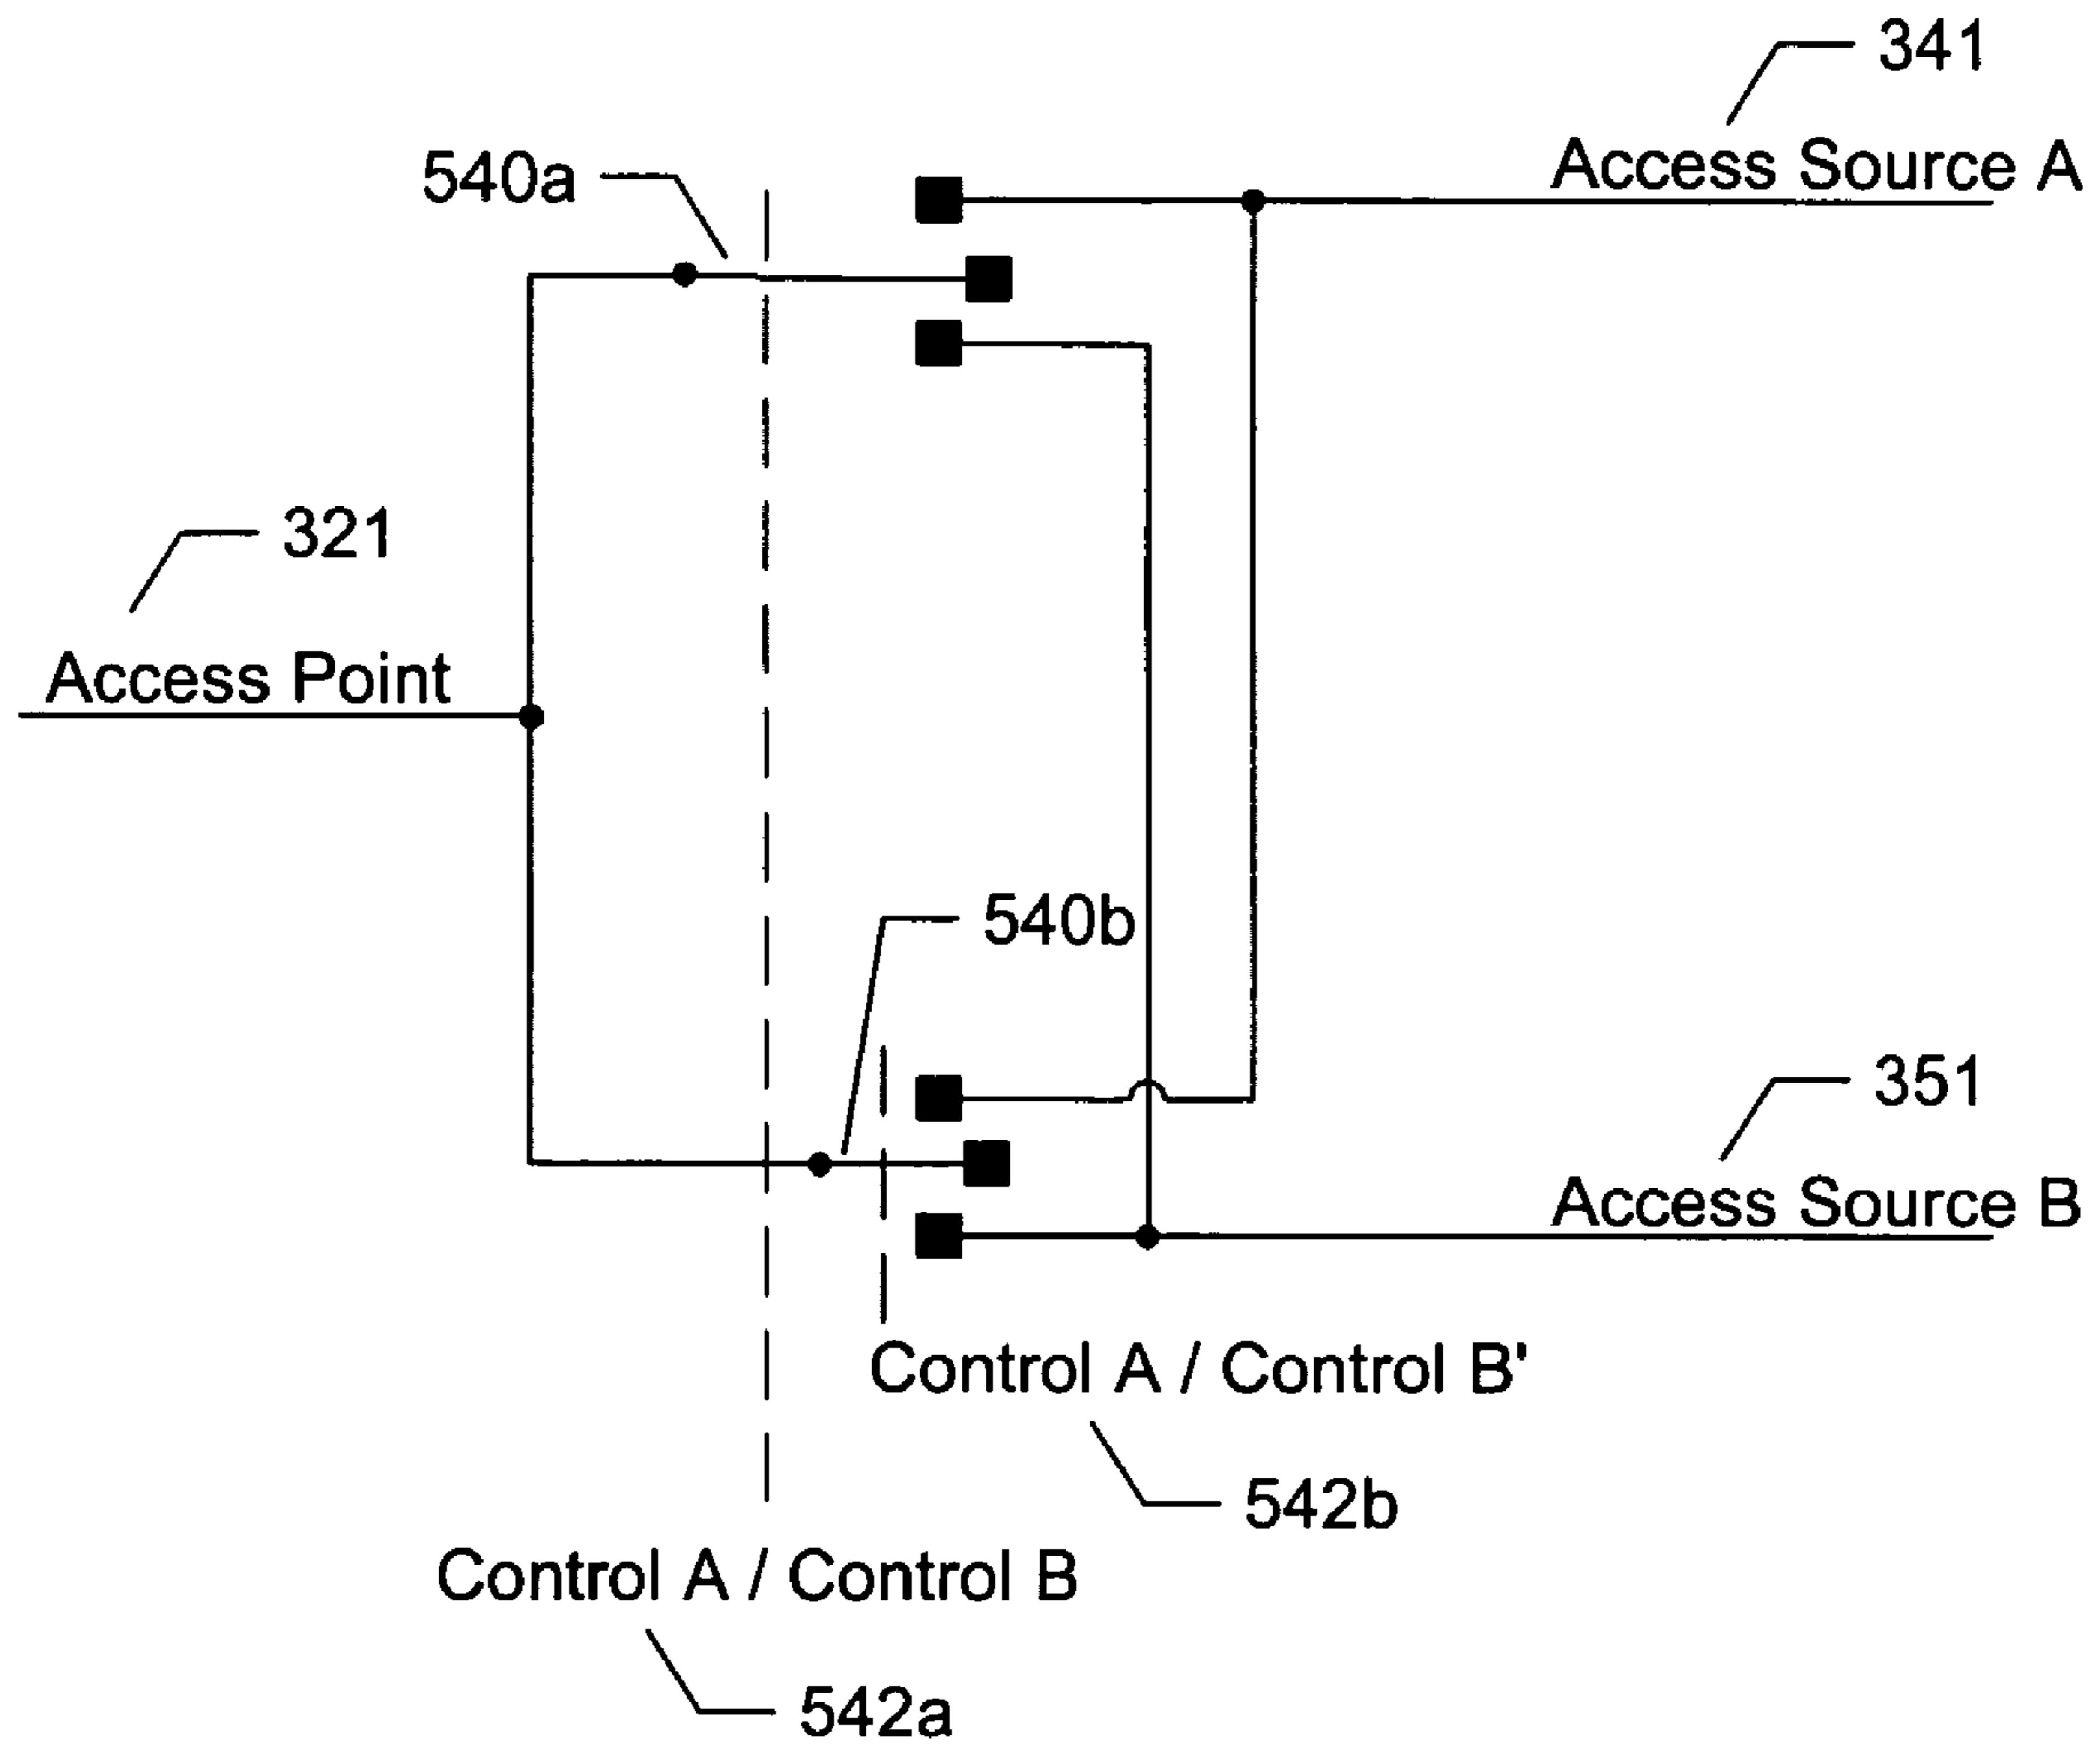 341
Access Source A
540a
321
Access Point
540b
351
Access Source B
Control A / Control B'
542b
Control A / Control B
542a